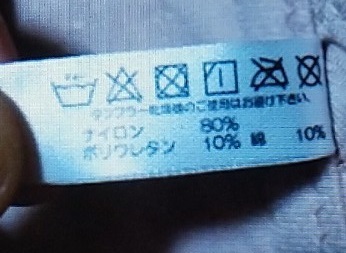 タンブラー乾燥機のご使用はお避け下さい。
ナイロン 80%
ポリウレタン 10% 綿 10%